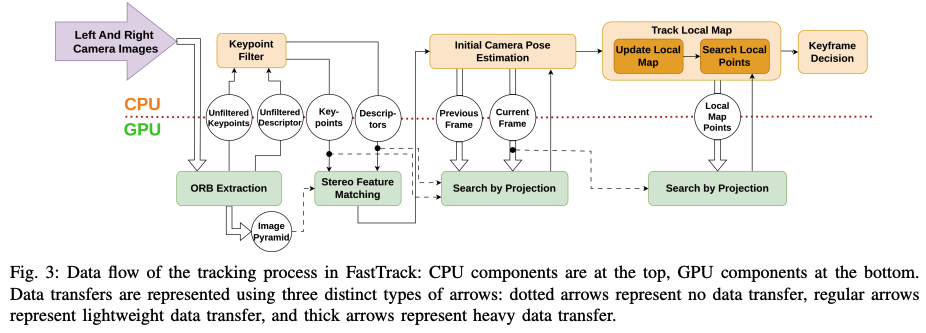 Left And Right
Camera Images
Keypoint
Filter
Initial Camera Pose
Estimation
Track Local Map
Update Local
Map
Search Local
Points
Keyframe
Decision
CPU
GPU
Unfiltered
Keypoints
Unfiltered
Descriptor
Key-
points
Descrip-
tors
Previous
Frame
Current
Frame
Local
Map
Points
ORB Extraction
Stereo Feature
Matching
Search by Projection
Search by Projection
Image
Pyramid
Fig. 3: Data flow of the tracking process in FastTrack: CPU components are at the top, GPU components at the bottom.
Data transfers are represented using three distinct types of arrows: dotted arrows represent no data transfer, regular arrows
represent lightweight data transfer, and thick arrows represent heavy data transfer.